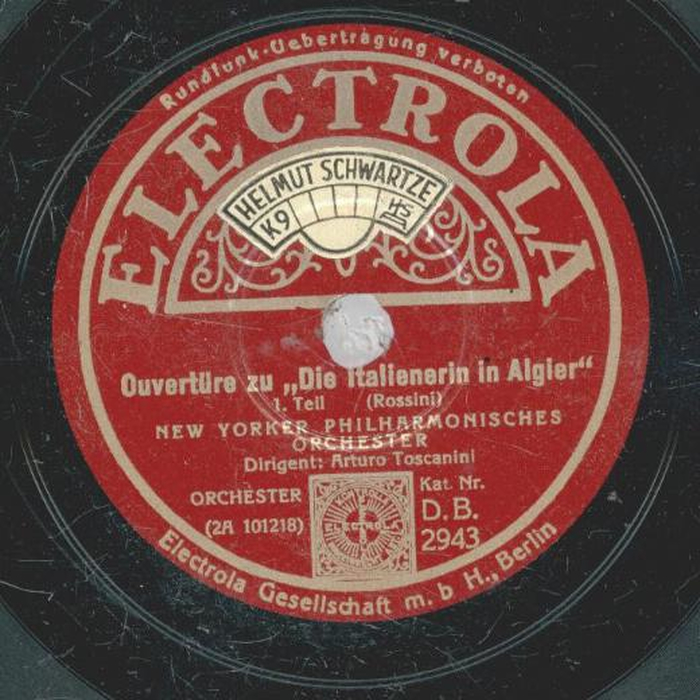 Rundfunk-Uebertragung verboten
ELECTROLA
HELMUT SCHWARTZE
K9 HS
Ouvertüre zu „Die Italienerin in Algier“
1. Teil (Rossini)
NEW YORKER PHILHARMONISCHES
ORCHESTER
Dirigent: Arturo Toscanini
ORCHESTER
(2A 101218)
ELECTROLA
Kat. Nr.
D.B.
2943
Electrola Gesellschaft m. b H., Berlin